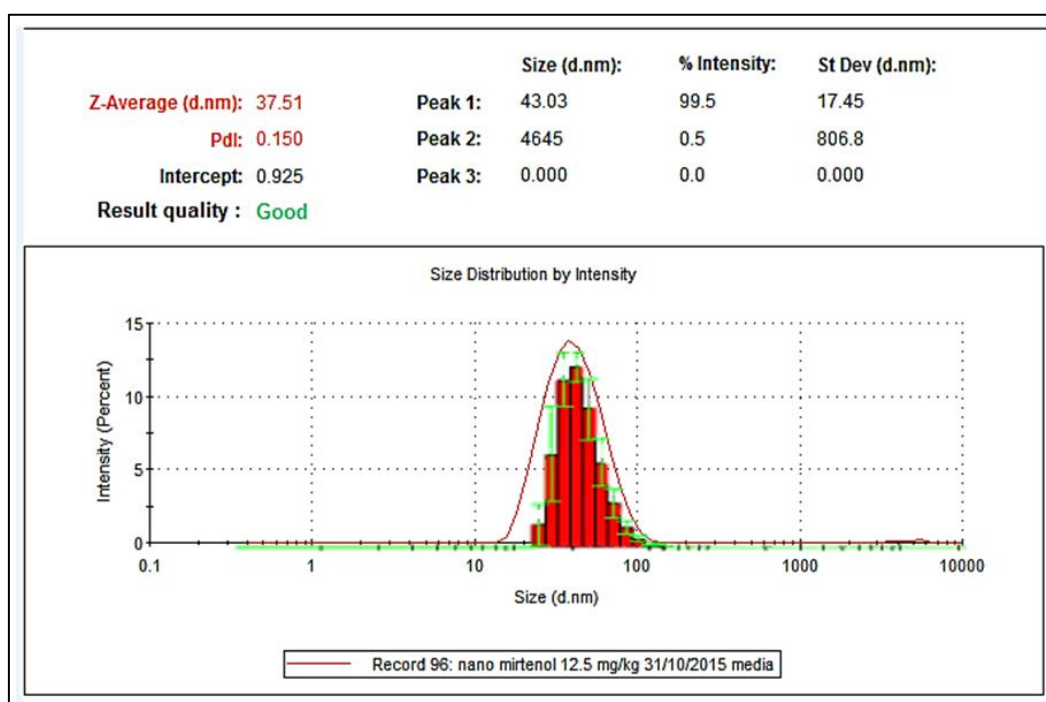 Size (d.nm): % Intensity: St Dev (d.nm):
Z-Average (d.nm): 37.51 Peak 1: 43.03 99.5 17.45
PdI: 0.150 Peak 2: 4645 0.5 806.8
Intercept: 0.925 Peak 3: 0.000 0.0 0.000
Result quality : Good
Size Distribution by Intensity
Intensity (Percent)
15
10
5
0
0.1 1 10 100 1000 10000
Size (d.nm)
Record 96: nano mirtenol 12.5 mg/kg 31/10/2015 media